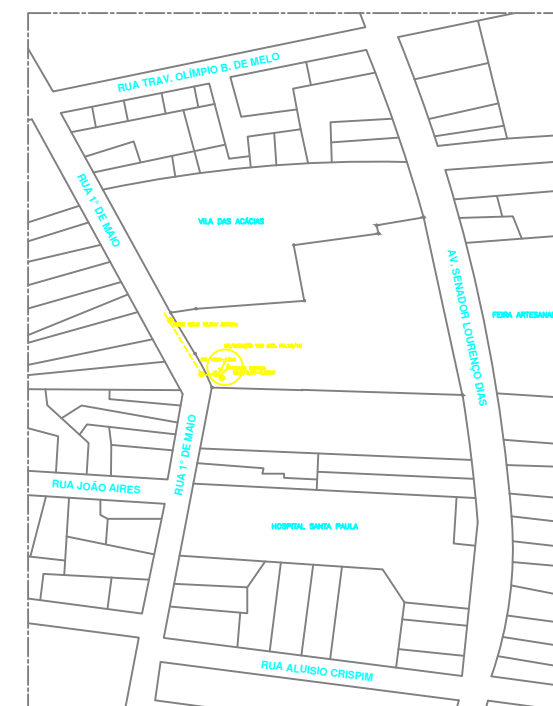 RUA TRAV. OLÍMPIO B. DE MELO
RUA 1° DE MAIO
VILA DAS ACÁCIAS
AV. SENADOR LOURENÇO DIAS
FEIRA ARTESANAL
RUA 1° DE MAIO
RUA JOÃO AIRES
HOSPITAL SANTA PAULA
RUA ALUISIO CRISPIM